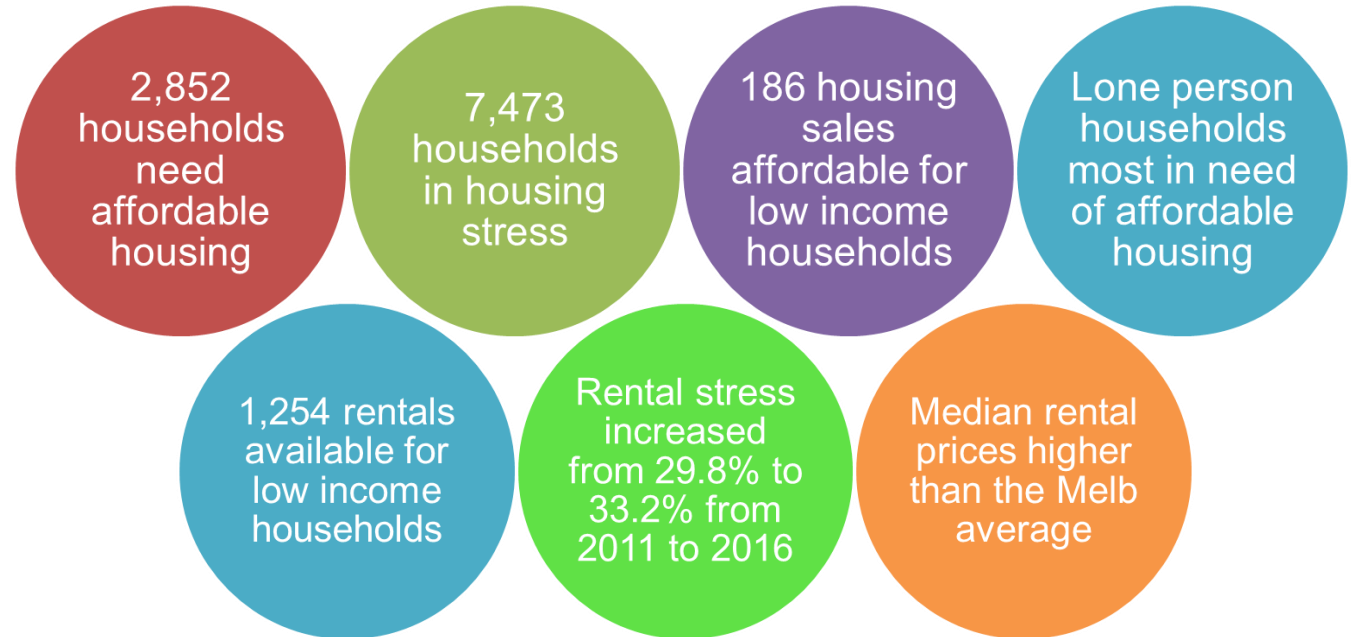 2,852
households
need
affordable
housing
7,473
households
in housing
stress
186 housing
sales
affordable for
low income
households
Lone person
households
most in need
of affordable
housing
1,254 rentals
available for
low income
households
Rental stress
increased
from 29.8% to
33.2% from
2011 to 2016
Median rental
prices higher
than the Melb
average